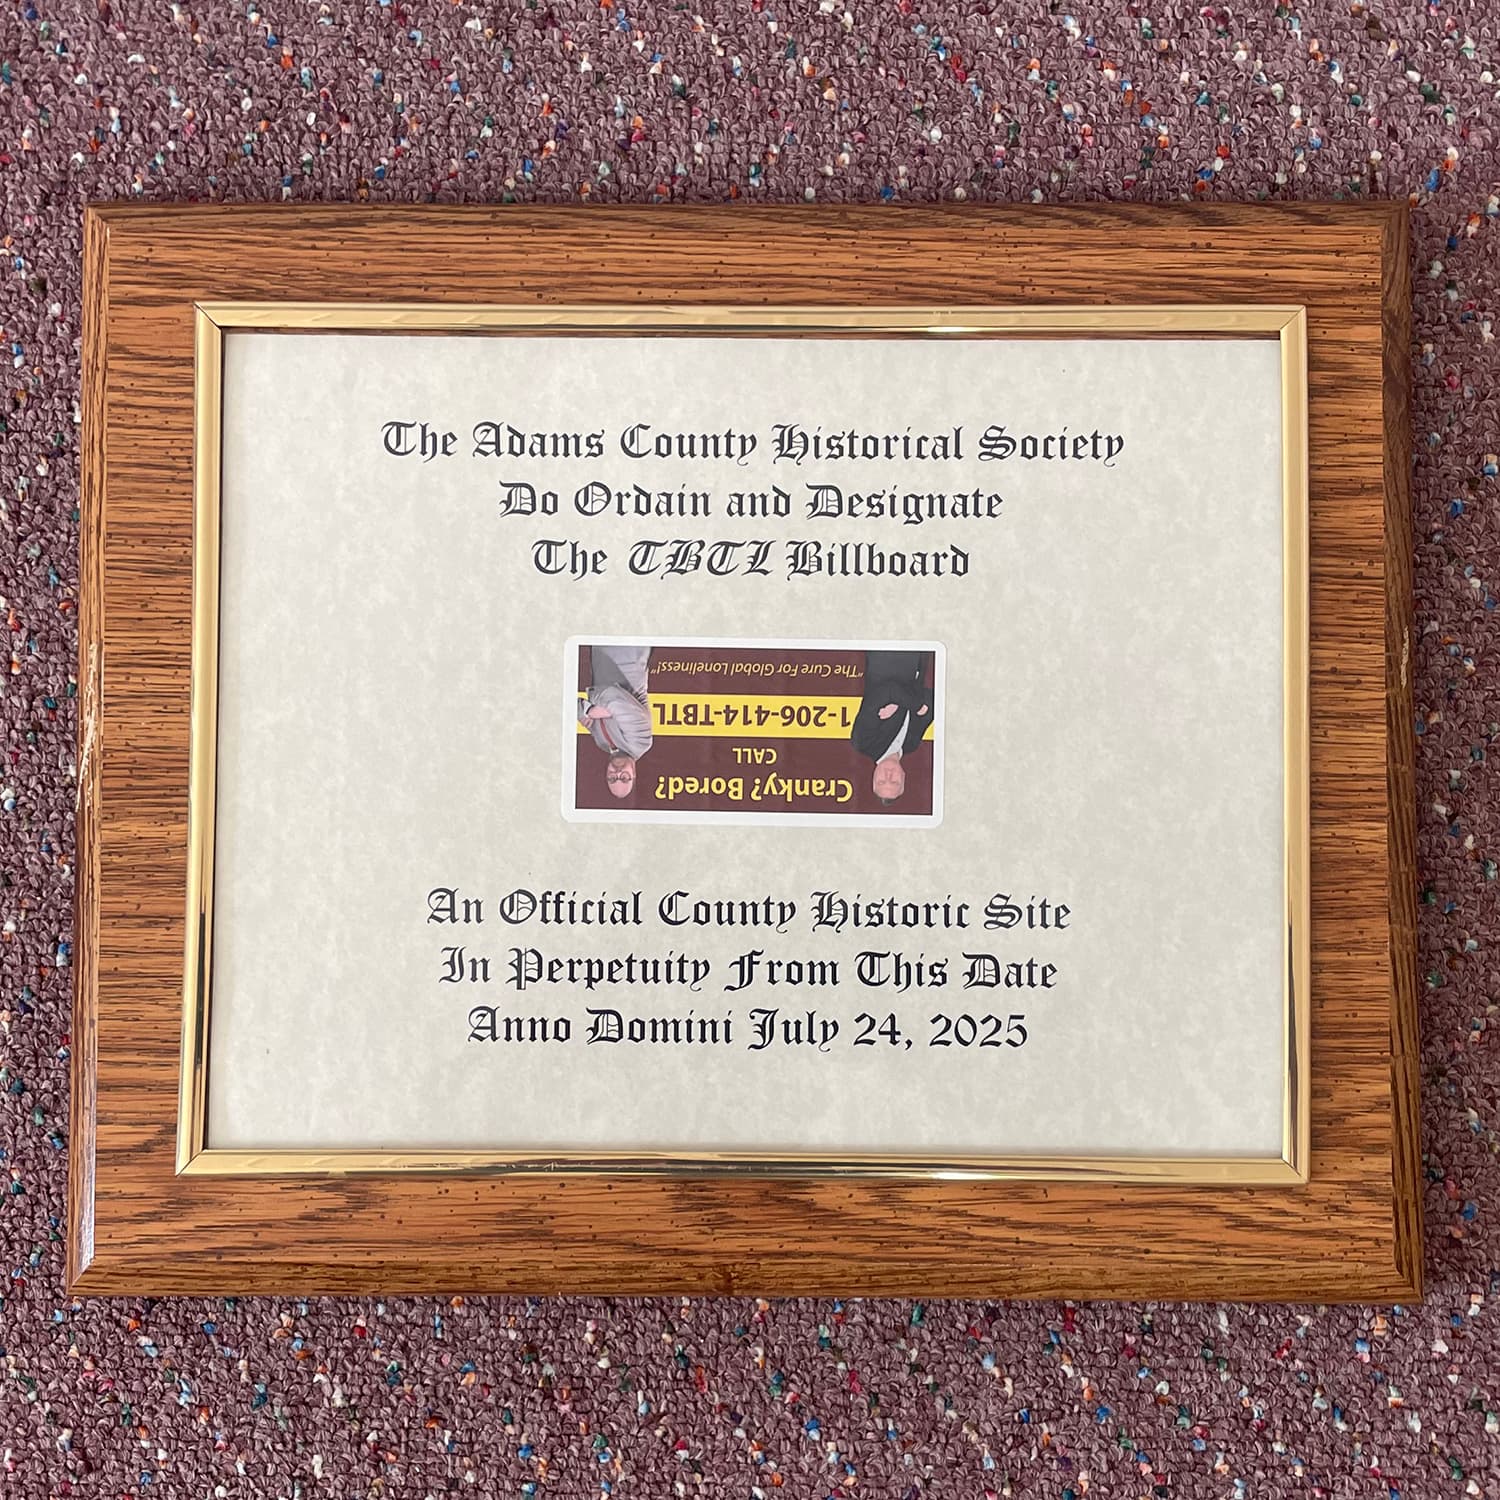 The Adams County Historical Society
Do Ordain and Designate
The TBTL Billboard
Cranky? Bored?
CALL
1-206-414-TBTL
"The Cure For Global Loneliness!"
An Official County Historic Site
In Perpetuity From This Date
Anno Domini July 24, 2025